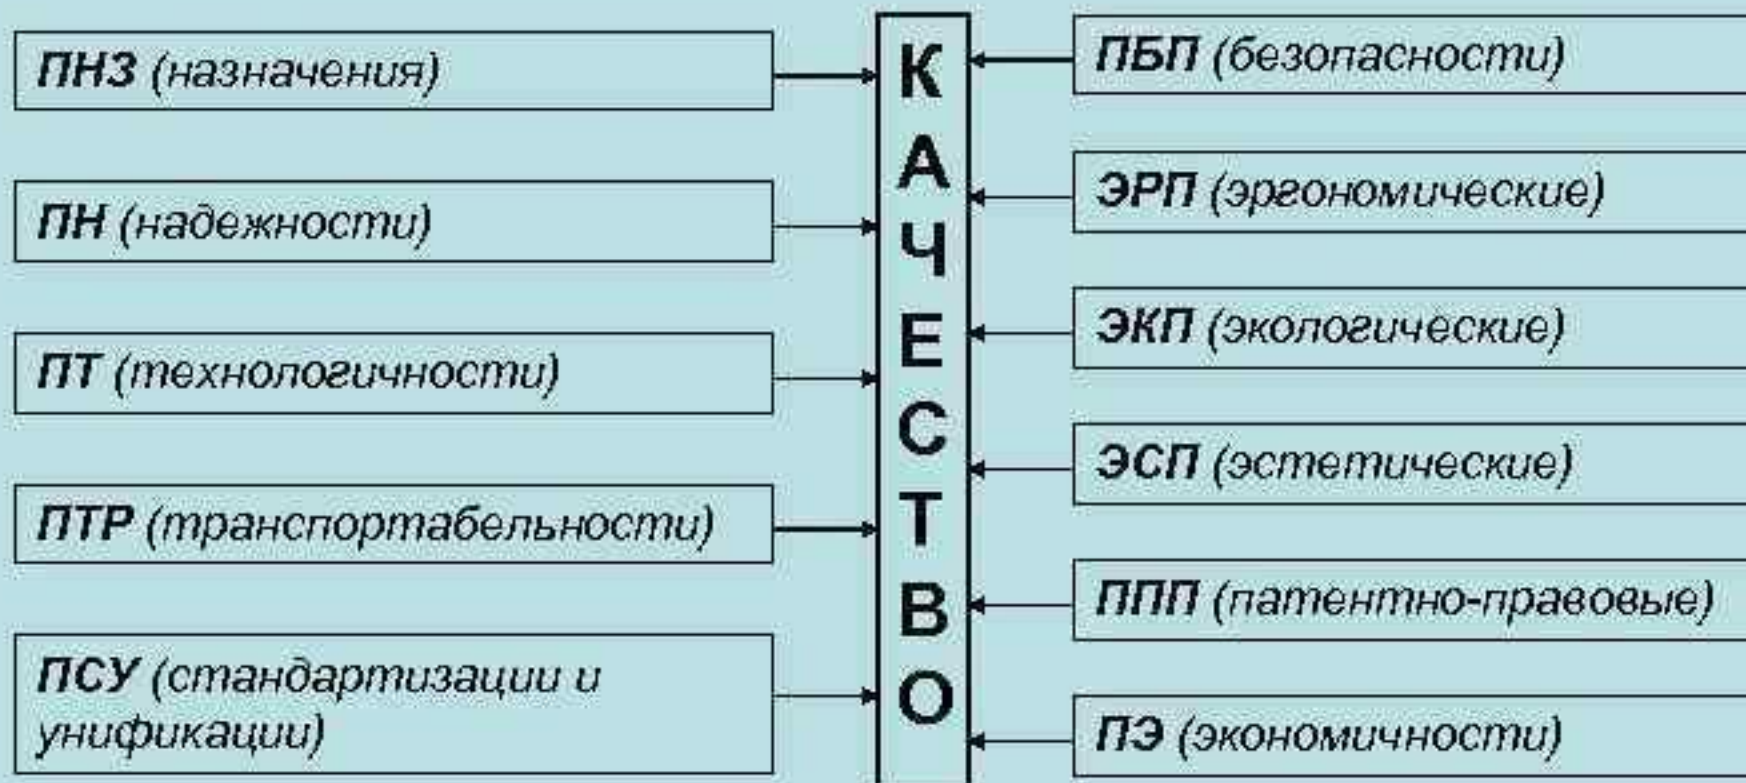 ПНЗ (назначения)
ПН (надежности)
ПТ (технологичности)
ПТР (транспортабельности)
ПСУ (стандартизации и
унификации)
К
А
Ч
Е
С
Т
В
О
ПБП (безопасности)
ЭРП (эргономические)
ЭКП (экологические)
ЭСП (эстетические)
ППП (патентно-правовые)
ПЭ (экономичности)